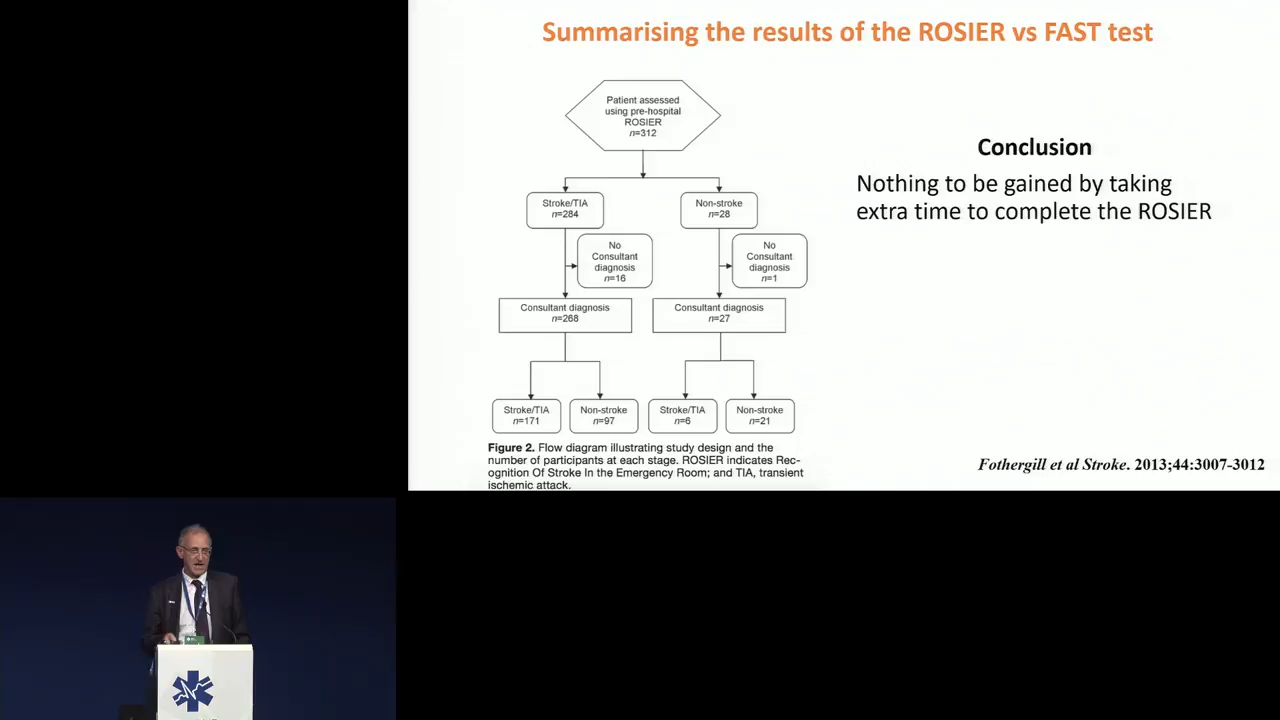 Summarising the results of the ROSIER vs FAST test
Patient assessed
using pre-hospital
ROSIER
n=312
Stroke/TIA
n=284
Non-stroke
n=28
No
Consultant
diagnosis
n=16
No
Consultant
diagnosis
n=1
Consultant diagnosis
n=268
Consultant diagnosis
n=27
Stroke/TIA
n=171
Non-stroke
n=97
Stroke/TIA
n=6
Non-stroke
n=21
Figure 2. Flow diagram illustrating study design and the
number of participants at each stage. ROSIER indicates Rec-
ognition Of Stroke In the Emergency Room; and TIA, transient
ischemic attack.
Conclusion
Nothing to be gained by taking
extra time to complete the ROSIER
Fothergill et al Stroke. 2013;44:3007-3012